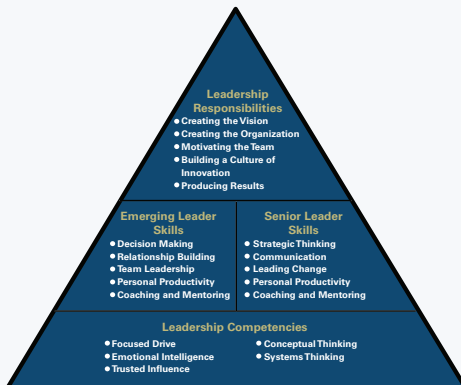 Leadership
Responsibilities
• Creating the Vision
• Creating the Organization
• Motivating the Team
• Building a Culture of
Innovation
• Producing Results
Emerging Leader
Skills
• Decision Making
• Relationship Building
• Team Leadership
• Personal Productivity
• Coaching and Mentoring
Senior Leader
Skills
• Strategic Thinking
• Communication
• Leading Change
• Personal Productivity
• Coaching and Mentoring
Leadership Competencies
• Focused Drive
• Emotional Intelligence
• Trusted Influence
• Conceptual Thinking
• Systems Thinking